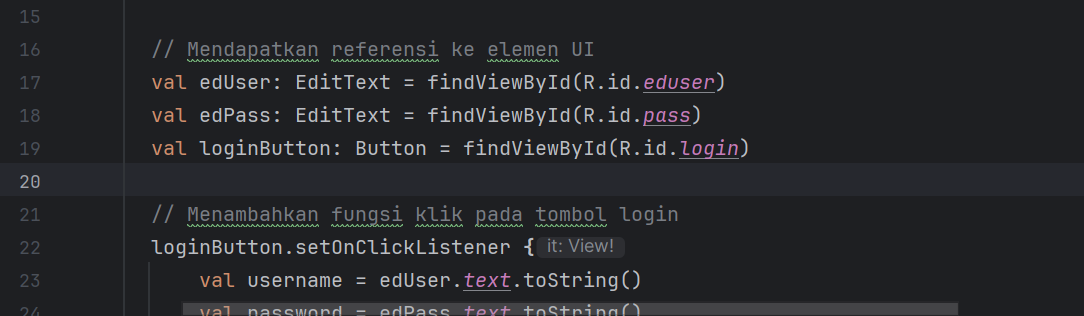 15
16 // Mendapatkan referensi ke elemen UI
17 val edUser: EditText = findViewById(R.id.eduser)
18 val edPass: EditText = findViewById(R.id.pass)
19 val loginButton: Button = findViewById(R.id.login)
20
21 // Menambahkan fungsi klik pada tombol login
22 loginButton.setOnClickListener { it: View!
23 val username = edUser.text.toString()
24 val password = edPass.text.toString()